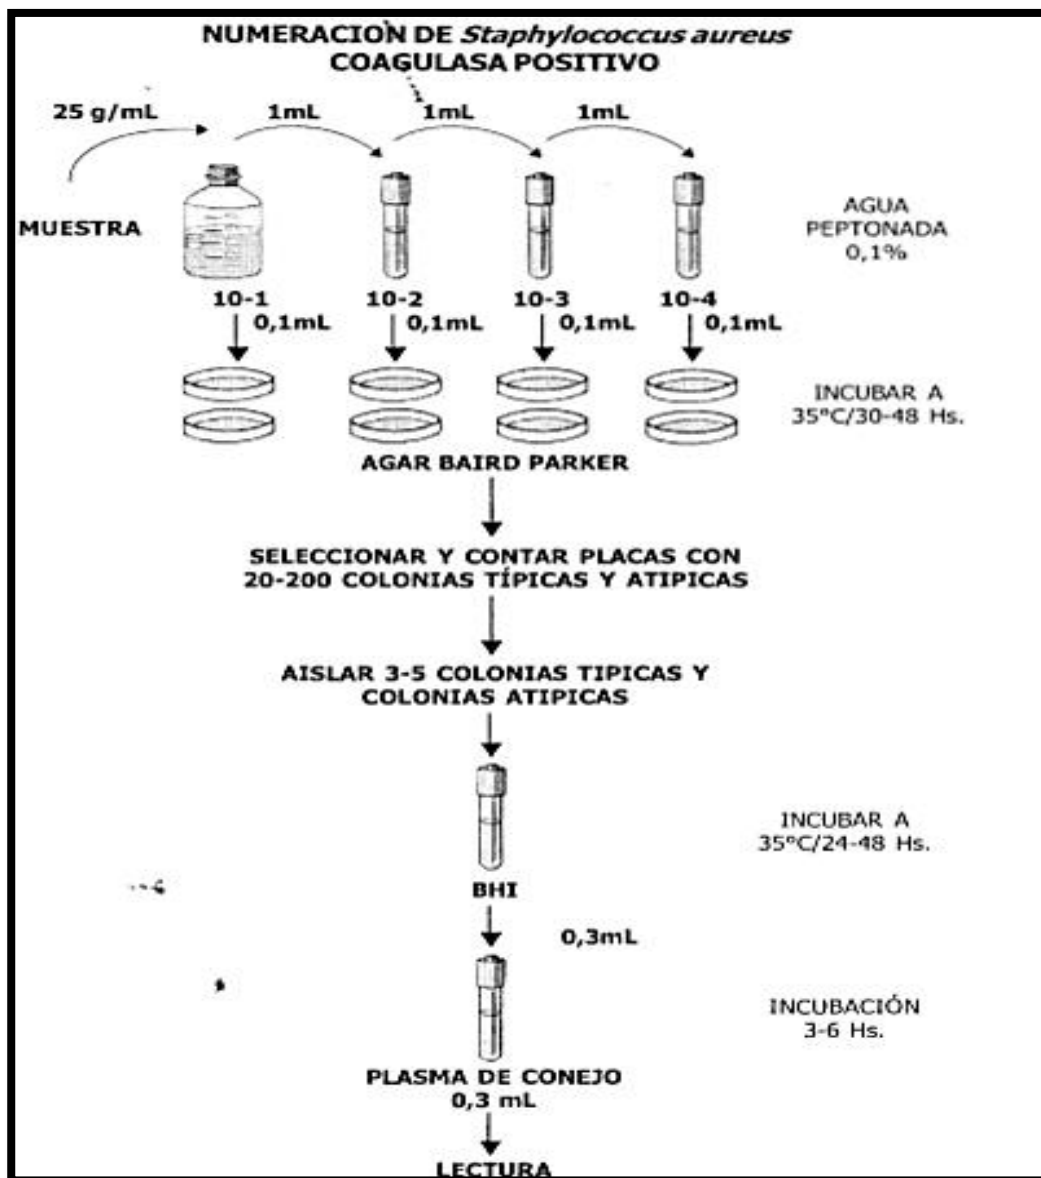 NUMERACION DE Staphylococcus aureus
COAGULASA POSITIVO
25 g/mL
1mL
1mL
1mL
MUESTRA
AGUA
PEPTONADA
0,1%
10-1
10-2
10-3
10-4
0,1mL
0,1mL
0,1mL
0,1mL
INCUBAR A
35°C/30-48 Hs.
AGAR BAIRD PARKER
SELECCIONAR Y CONTAR PLACAS CON
20-200 COLONIAS TÍPICAS Y ATIPICAS
AISLAR 3-5 COLONIAS TIPICAS Y
COLONIAS ATIPICAS
INCUBAR A
35°C/24-48 Hs.
BHI
0,3mL
INCUBACIÓN
3-6 Hs.
PLASMA DE CONEJO
0,3 mL
LECTURA